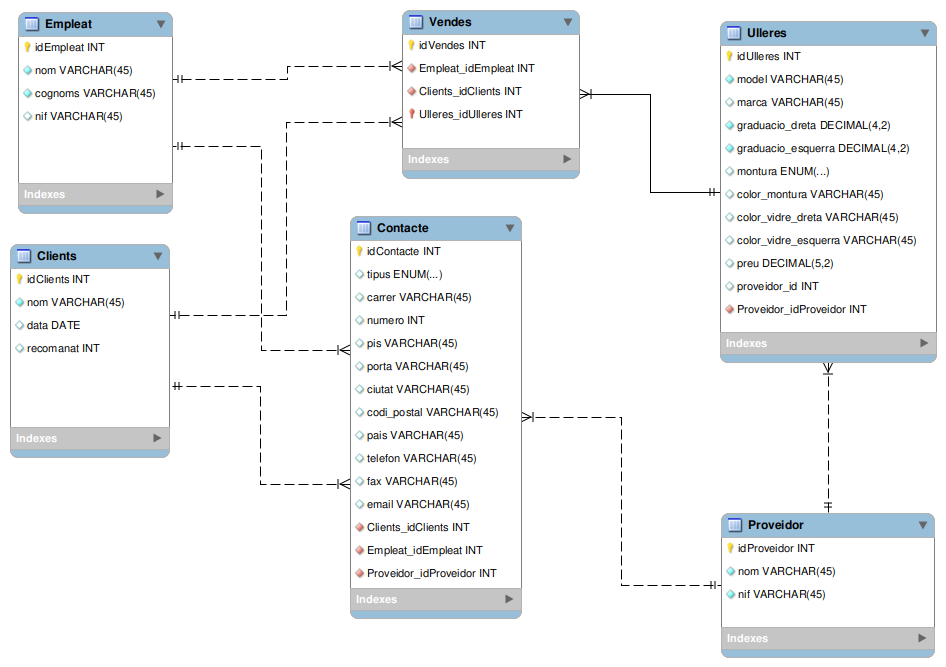 Empleat
idEmpleat INT
nom VARCHAR(45)
cognoms VARCHAR(45)
nif VARCHAR(45)
Indexes
Vendes
idVendes INT
Empleat_idEmpleat INT
Clients_idClients INT
Ulleres_idUlleres INT
Indexes
Ulleres
idUlleres INT
model VARCHAR(45)
marca VARCHAR(45)
graduacio_dreta DECIMAL(4,2)
graduacio_esquerra DECIMAL(4,2)
montura ENUM(...)
color_montura VARCHAR(45)
color_vidre_dreta VARCHAR(45)
color_vidre_esquerra VARCHAR(45)
preu DECIMAL(5,2)
proveidor_id INT
Proveidor_idProveidor INT
Indexes
Clients
idClients INT
nom VARCHAR(45)
data DATE
recomanat INT
Indexes
Contacte
idContacte INT
tipus ENUM(...)
carrer VARCHAR(45)
numero INT
pis VARCHAR(45)
porta VARCHAR(45)
ciutat VARCHAR(45)
codi_postal VARCHAR(45)
pais VARCHAR(45)
telefon VARCHAR(45)
fax VARCHAR(45)
email VARCHAR(45)
Clients_idClients INT
Empleat_idEmpleat INT
Proveidor_idProveidor INT
Indexes
Proveidor
idProveidor INT
nom VARCHAR(45)
nif VARCHAR(45)
Indexes